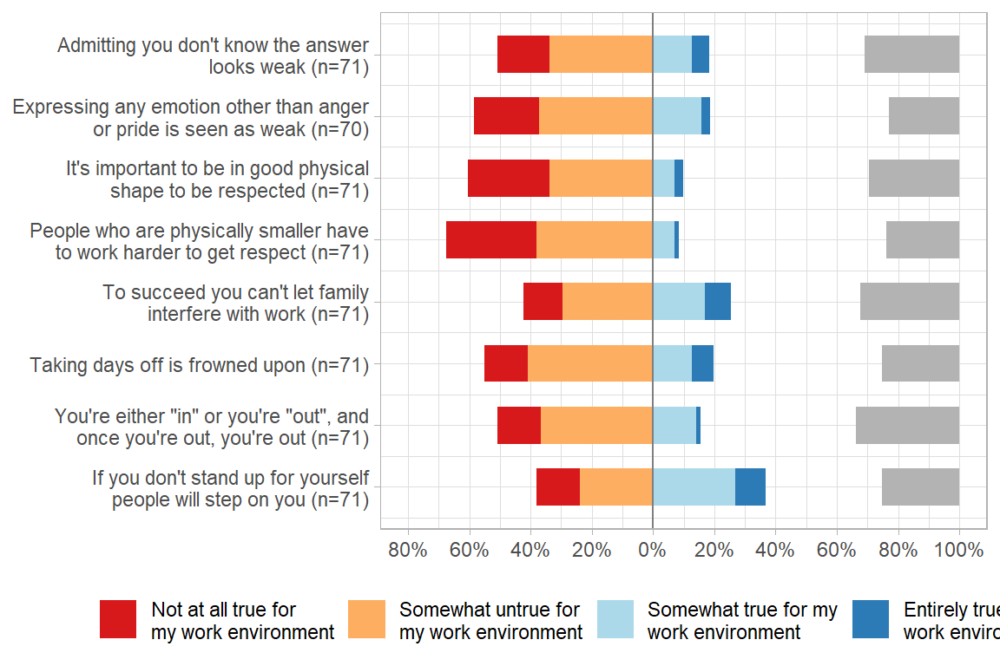 Admitting you don't know the answer
looks weak (n=71)
Expressing any emotion other than anger
or pride is seen as weak (n=70)
It's important to be in good physical
shape to be respected (n=71)
People who are physically smaller have
to work harder to get respect (n=71)
To succeed you can't let family
interfere with work (n=71)
Taking days off is frowned upon (n=71)
You're either "in" or you're "out", and
once you're out, you're out (n=71)
If you don't stand up for yourself
people will step on you (n=71)
80% 60% 40% 20% 0% 20% 40% 60% 80% 100%
Not at all true for
my work environment
Somewhat untrue for
my work environment
Somewhat true for my
work environment
Entirely
work